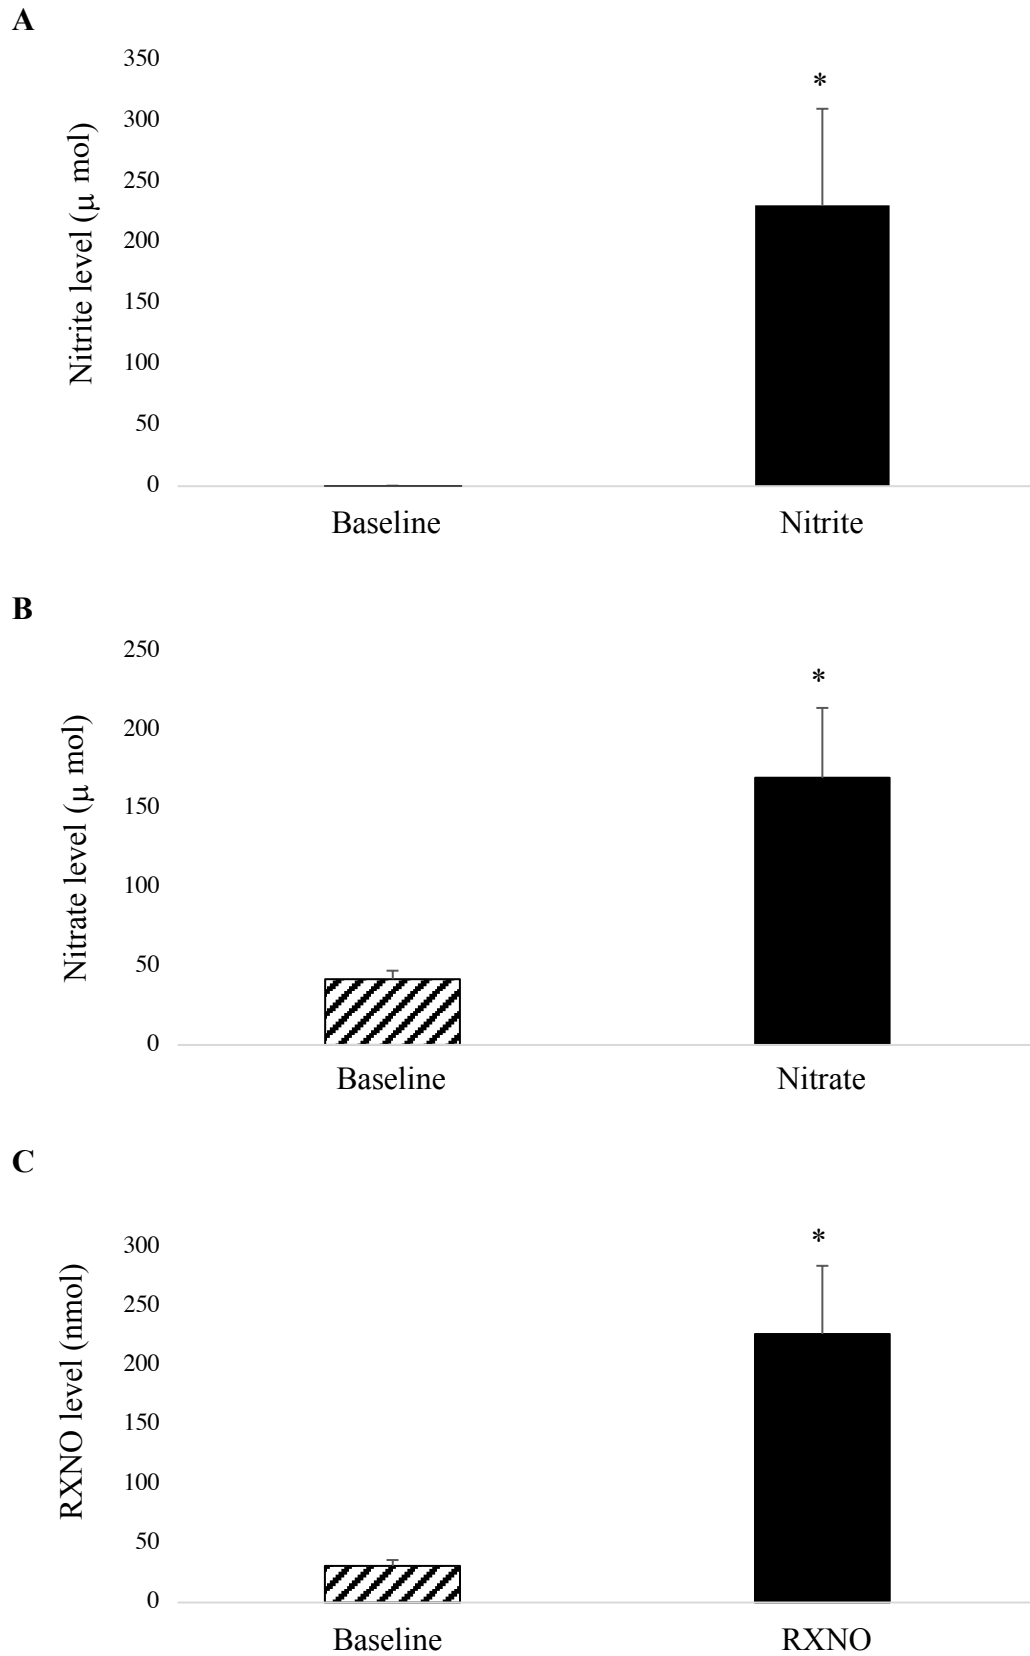 A
Nitrite level (μ mol)
350
300
250
200
150
100
50
0
*
Baseline
Nitrite
B
Nitrate level (μ mol)
250
200
150
100
50
0
*
Baseline
Nitrate
C
RXNO level (nmol)
300
250
200
150
100
50
0
*
Baseline
RXNO